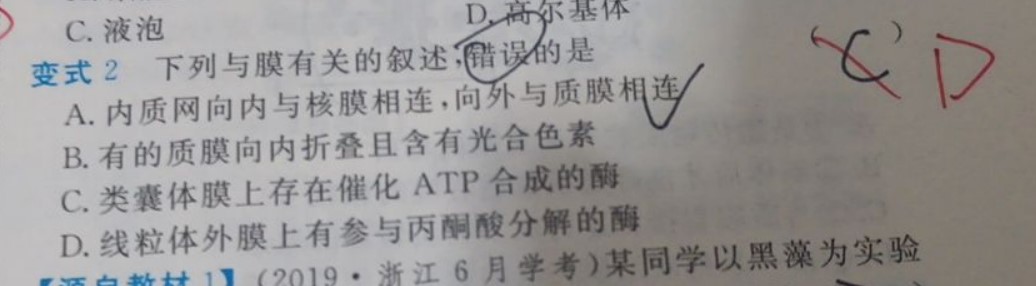 C. 液泡
D. 高尔基体
变式 2 下列与膜有关的叙述,错误的是 (C) D
A. 内质网向内与核膜相连,向外与质膜相连
B. 有的质膜向内折叠且含有光合色素
C. 类囊体膜上存在催化 ATP 合成的酶
D. 线粒体外膜上有参与丙酮酸分解的酶
【源自教材 1】(2019·浙江 6 月学考)某同学以黑藻为实验